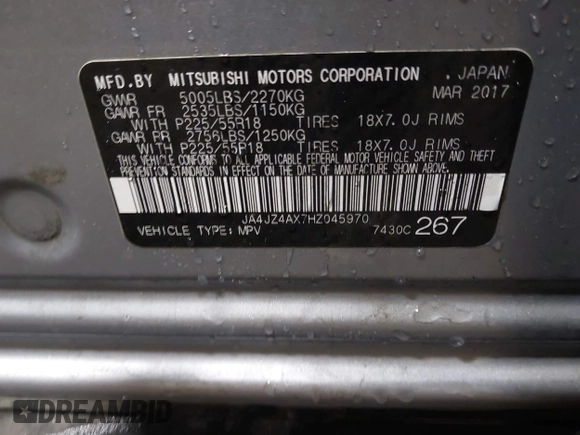 MFD.BY MITSUBISHI MOTORS CORPORATION . JAPAN
GVWR 5005LBS/2270KG MAR 2017
GAWR FR 2535LBS/1150KG
WITH P225/55R18 TIRES 18X7.0J RIMS
GAWR RR 2756LBS/1250KG
WITH P225/55R18 TIRES 18X7.0J RIMS
THIS VEHICLE CONFORMS TO ALL APPLICABLE FEDERAL MOTOR VEHICLE SAFETY AND THEFT
PREVENTION STANDARDS IN EFFECT ON THE DATE OF MANUFACTURE SHOWN ABOVE.
JA4JZ4AX7HZ045970
VEHICLE TYPE: MPV 7430C 267
DREAMBID